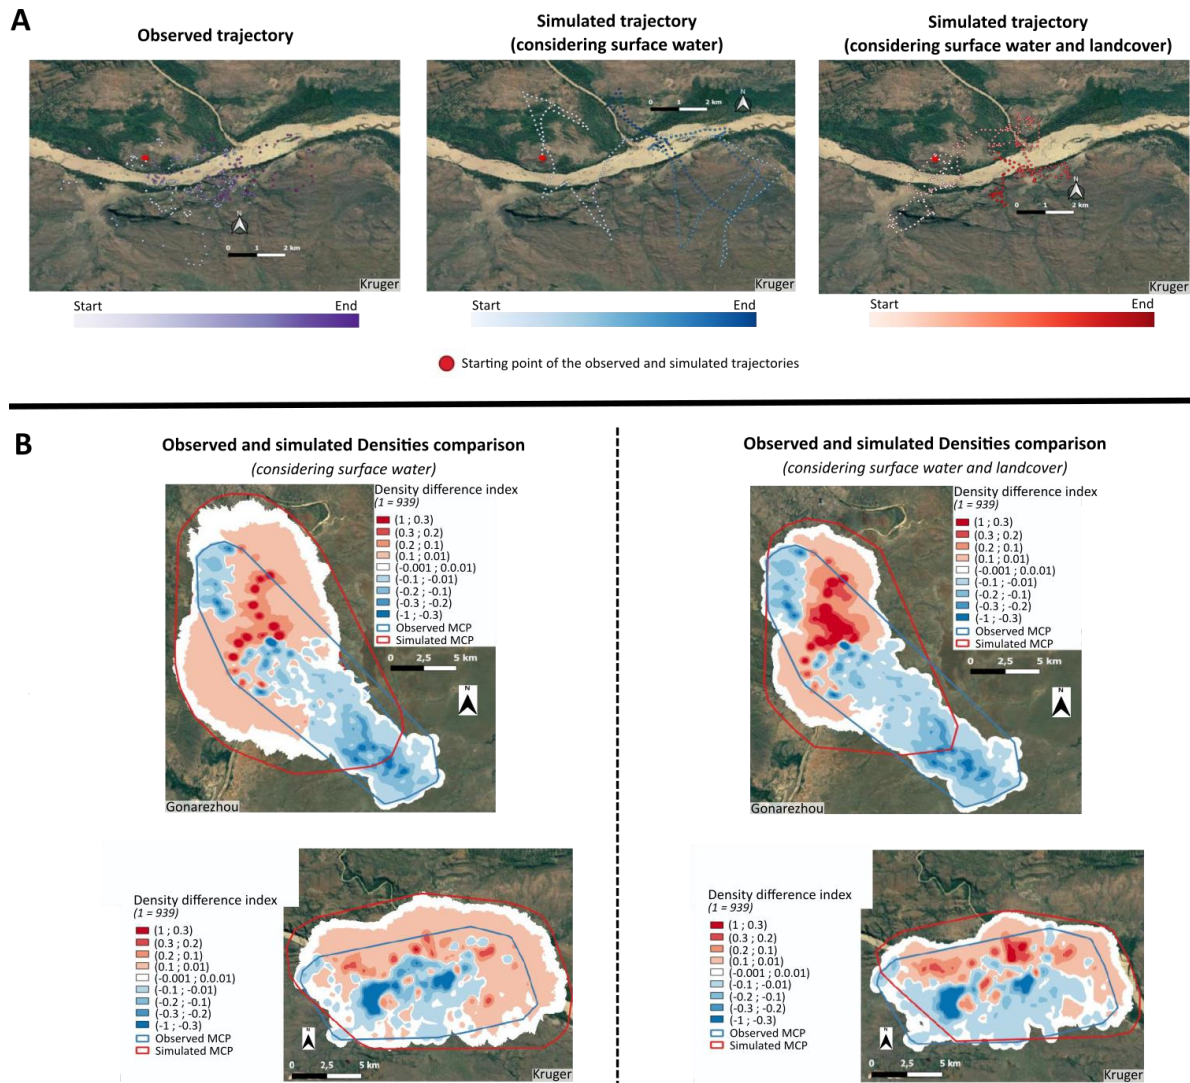 A
Observed trajectory
Simulated trajectory
(considering surface water)
Simulated trajectory
(considering surface water and landcover)
N
0 1 2 km
Kruger
N
0 1 2 km
Kruger
N
0 1 2 km
Kruger
Start End
Start End
Start End
Starting point of the observed and simulated trajectories
B
Observed and simulated Densities comparison
(considering surface water)
Density difference index
(1 = 939)
(1 ; 0.3)
(0.3 ; 0.2)
(0.2 ; 0.1)
(0.1 ; 0.01)
(-0.001 ; 0.0.01)
(-0.1 ; -0.01)
(-0.2 ; -0.1)
(-0.3 ; -0.2)
(-1 ; -0.3)
Observed MCP
Simulated MCP
0 2,5 5 km
N
Gonarezhou
Observed and simulated Densities comparison
(considering surface water and landcover)
Density difference index
(1 = 939)
(1 ; 0.3)
(0.3 ; 0.2)
(0.2 ; 0.1)
(0.1 ; 0.01)
(-0.001 ; 0.0.01)
(-0.1 ; -0.01)
(-0.2 ; -0.1)
(-0.3 ; -0.2)
(-1 ; -0.3)
Observed MCP
Simulated MCP
0 2,5 5 km
N
Gonarezhou
Density difference index
(1 = 939)
(1 ; 0.3)
(0.3 ; 0.2)
(0.2 ; 0.1)
(0.1 ; 0.01)
(-0.001 ; 0.0.01)
(-0.1 ; -0.01)
(-0.2 ; -0.1)
(-0.3 ; -0.2)
(-1 ; -0.3)
Observed MCP
Simulated MCP
N
0 2,5 5 km
Kruger
Density difference index
(1 = 939)
(1 ; 0.3)
(0.3 ; 0.2)
(0.2 ; 0.1)
(0.1 ; 0.01)
(-0.001 ; 0.0.01)
(-0.1 ; -0.01)
(-0.2 ; -0.1)
(-0.3 ; -0.2)
(-1 ; -0.3)
Observed MCP
Simulated MCP
N
0 2,5 5 km
Kruger